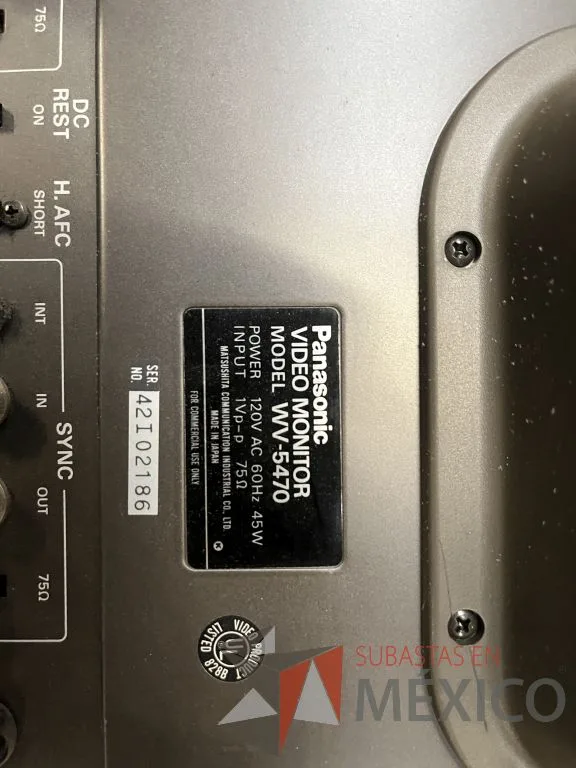 75Ω
DC
REST
ON
H. AFC
SHORT
INT
IN
SYNC
OUT
75Ω
Panasonic
VIDEO MONITOR
MODEL WV-5470
POWER 120V AC 60Hz 45W
INPUT 1Vp-p 75Ω
MATSUSHITA COMMUNICATION INDUSTRIAL CO., LTD.
MADE IN JAPAN
FOR COMMERCIAL USE ONLY
SER.
NO. 42I02186
VIDEO PRODUCT
UL
LISTED 828B
SUBASTAS EN
MÉXICO